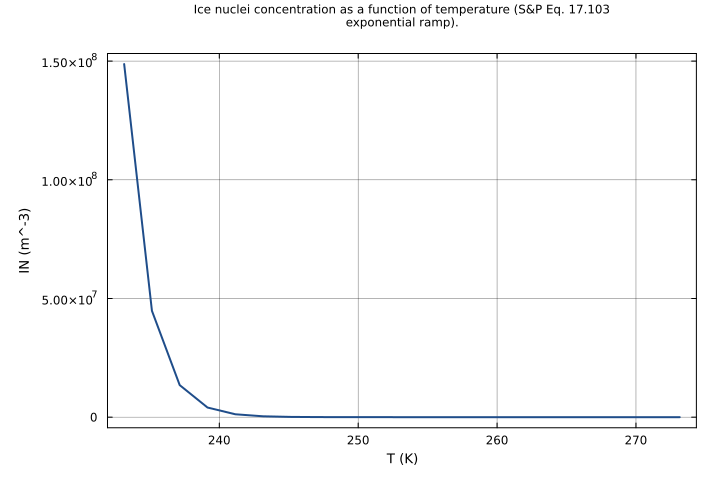 Ice nuclei concentration as a function of temperature (S&P Eq. 17.103
exponential ramp).
1.50×10⁸
1.00×10⁸
5.00×10⁷
0
IN (m^-3)
240 250 260 270
T (K)